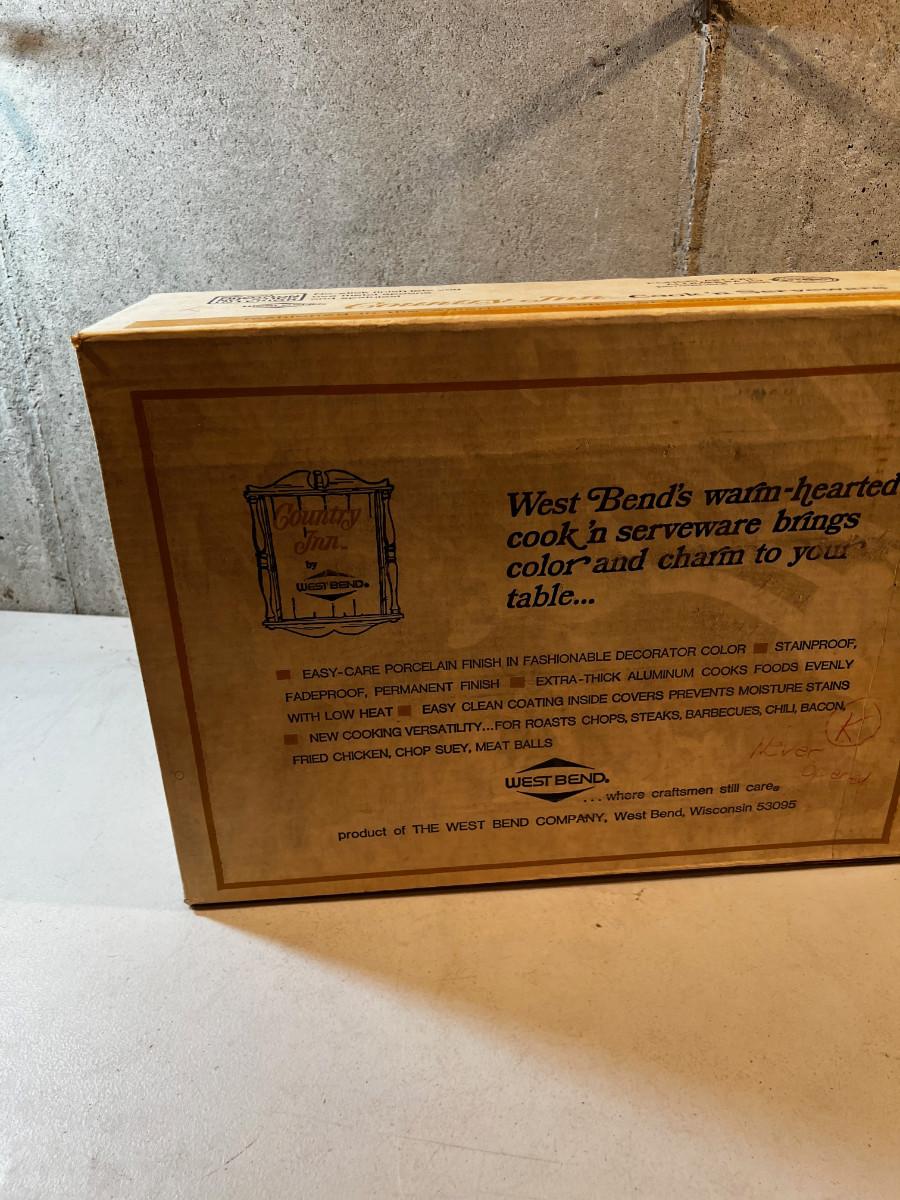 Country Inn
West Bend's warm-hearted
cook 'n serveware brings
color and charm to your
table...
Country
Inn™
by
WEST BEND®
EASY-CARE PORCELAIN FINISH IN FASHIONABLE DECORATOR COLOR ■ STAINPROOF,
FADEPROOF, PERMANENT FINISH ■ EXTRA-THICK ALUMINUM COOKS FOODS EVENLY
WITH LOW HEAT ■ EASY CLEAN COATING INSIDE COVERS PREVENTS MOISTURE STAINS
■ NEW COOKING VERSATILITY...FOR ROASTS CHOPS, STEAKS, BARBECUES, CHILI, BACON,
FRIED CHICKEN, CHOP SUEY, MEAT BALLS
K
Never
Opened
WEST BEND®
...where craftsmen still care®
product of THE WEST BEND COMPANY, West Bend, Wisconsin 53095